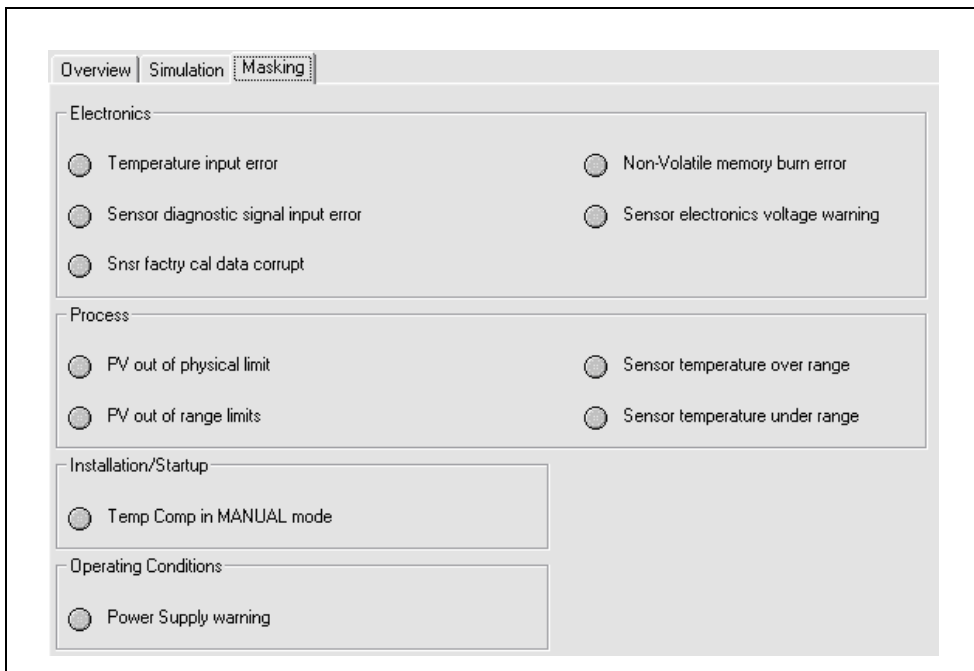 Overview
Simulation
Masking
Electronics
Temperature input error
Non-Volatile memory burn error
Sensor diagnostic signal input error
Sensor electronics voltage warning
Snsr factry cal data corrupt
Process
PV out of physical limit
Sensor temperature over range
PV out of range limits
Sensor temperature under range
Installation/Startup
Temp Comp in MANUAL mode
Operating Conditions
Power Supply warning